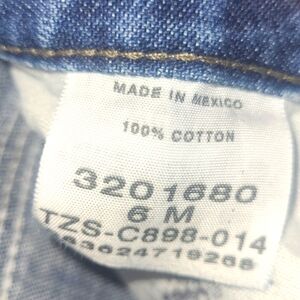 MADE IN MEXICO
100% COTTON
3201680
6 M
TZS-C898-014